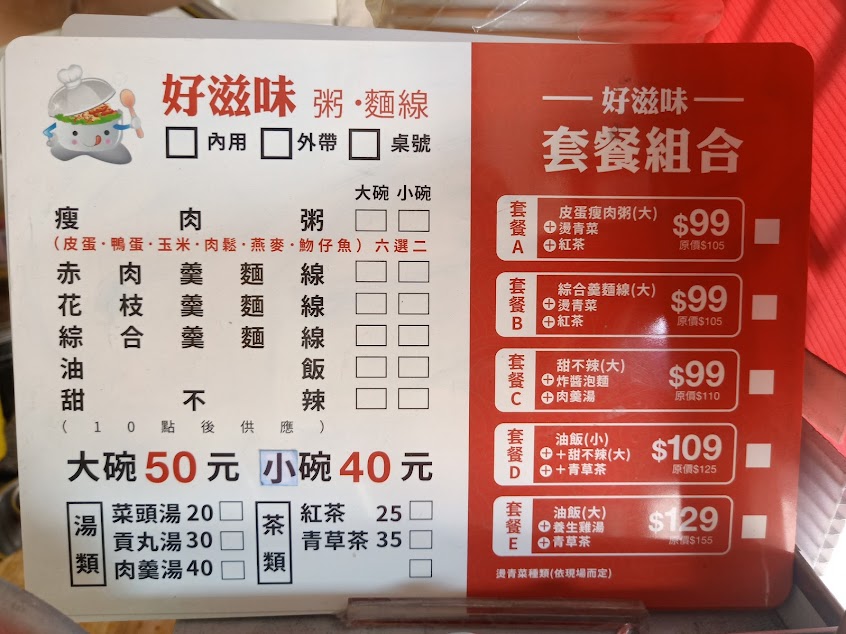 好滋味 粥·麵線
內用 外帶 桌號
大碗 小碗
瘦肉粥
(皮蛋·鴨蛋·玉米·肉鬆·燕麥·魩仔魚)六選二
赤肉羹麵線
花枝羹麵線
綜合羹麵線
油飯
甜不辣
(10點後供應)
大碗50元 小碗40元
湯類
菜頭湯20
貢丸湯30
肉羹湯40
茶類
紅茶 25
青草茶35
好滋味
套餐組合
套餐A
皮蛋瘦肉粥(大)
+燙青菜
+紅茶
$99
原價$105
套餐B
綜合羹麵線(大)
+燙青菜
+紅茶
$99
原價$105
套餐C
甜不辣(大)
+炸醬泡麵
+肉羹湯
$99
原價$110
套餐D
油飯(小)
++甜不辣(大)
++青草茶
$109
原價$125
套餐E
油飯(大)
+養生雞湯
+青草茶
$129
原價$155
燙青菜種類(依現場而定)